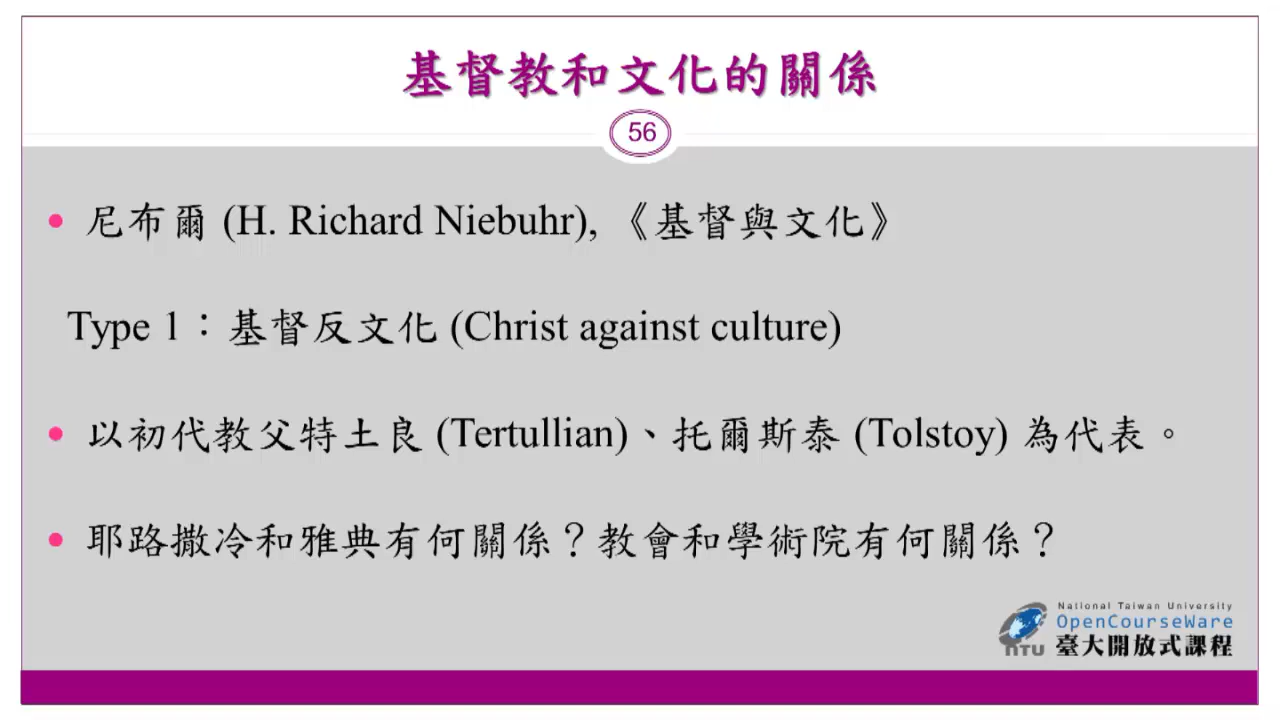 基督教和文化的關係
56
• 尼布爾 (H. Richard Niebuhr), 《基督與文化》
Type 1：基督反文化 (Christ against culture)
• 以初代教父特土良 (Tertullian)、托爾斯泰 (Tolstoy) 為代表。
• 耶路撒冷和雅典有何關係？教會和學術院有何關係？
National Taiwan University
OpenCourseWare
NTU 臺大開放式課程